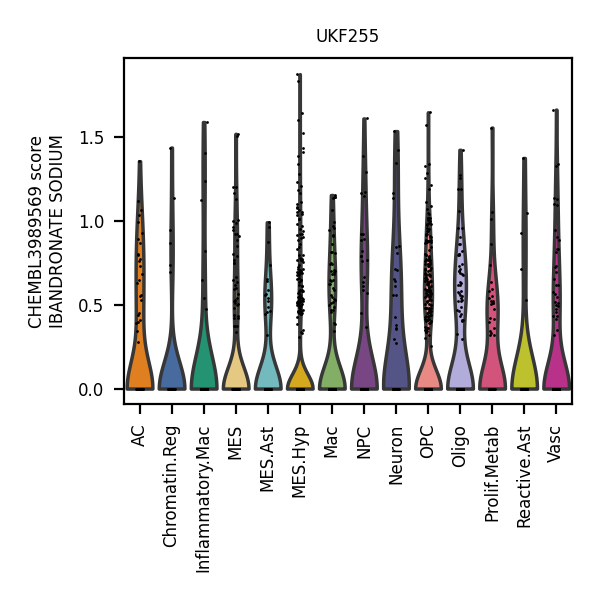 UKF255
CHEMBL3989569 score
IBANDRONATE SODIUM
1.5
1.0
0.5
0.0
AC
Chromatin.Reg
Inflammatory.Mac
MES
MES.Ast
MES.Hyp
Mac
NPC
Neuron
OPC
Oligo
Prolif.Metab
Reactive.Ast
Vasc